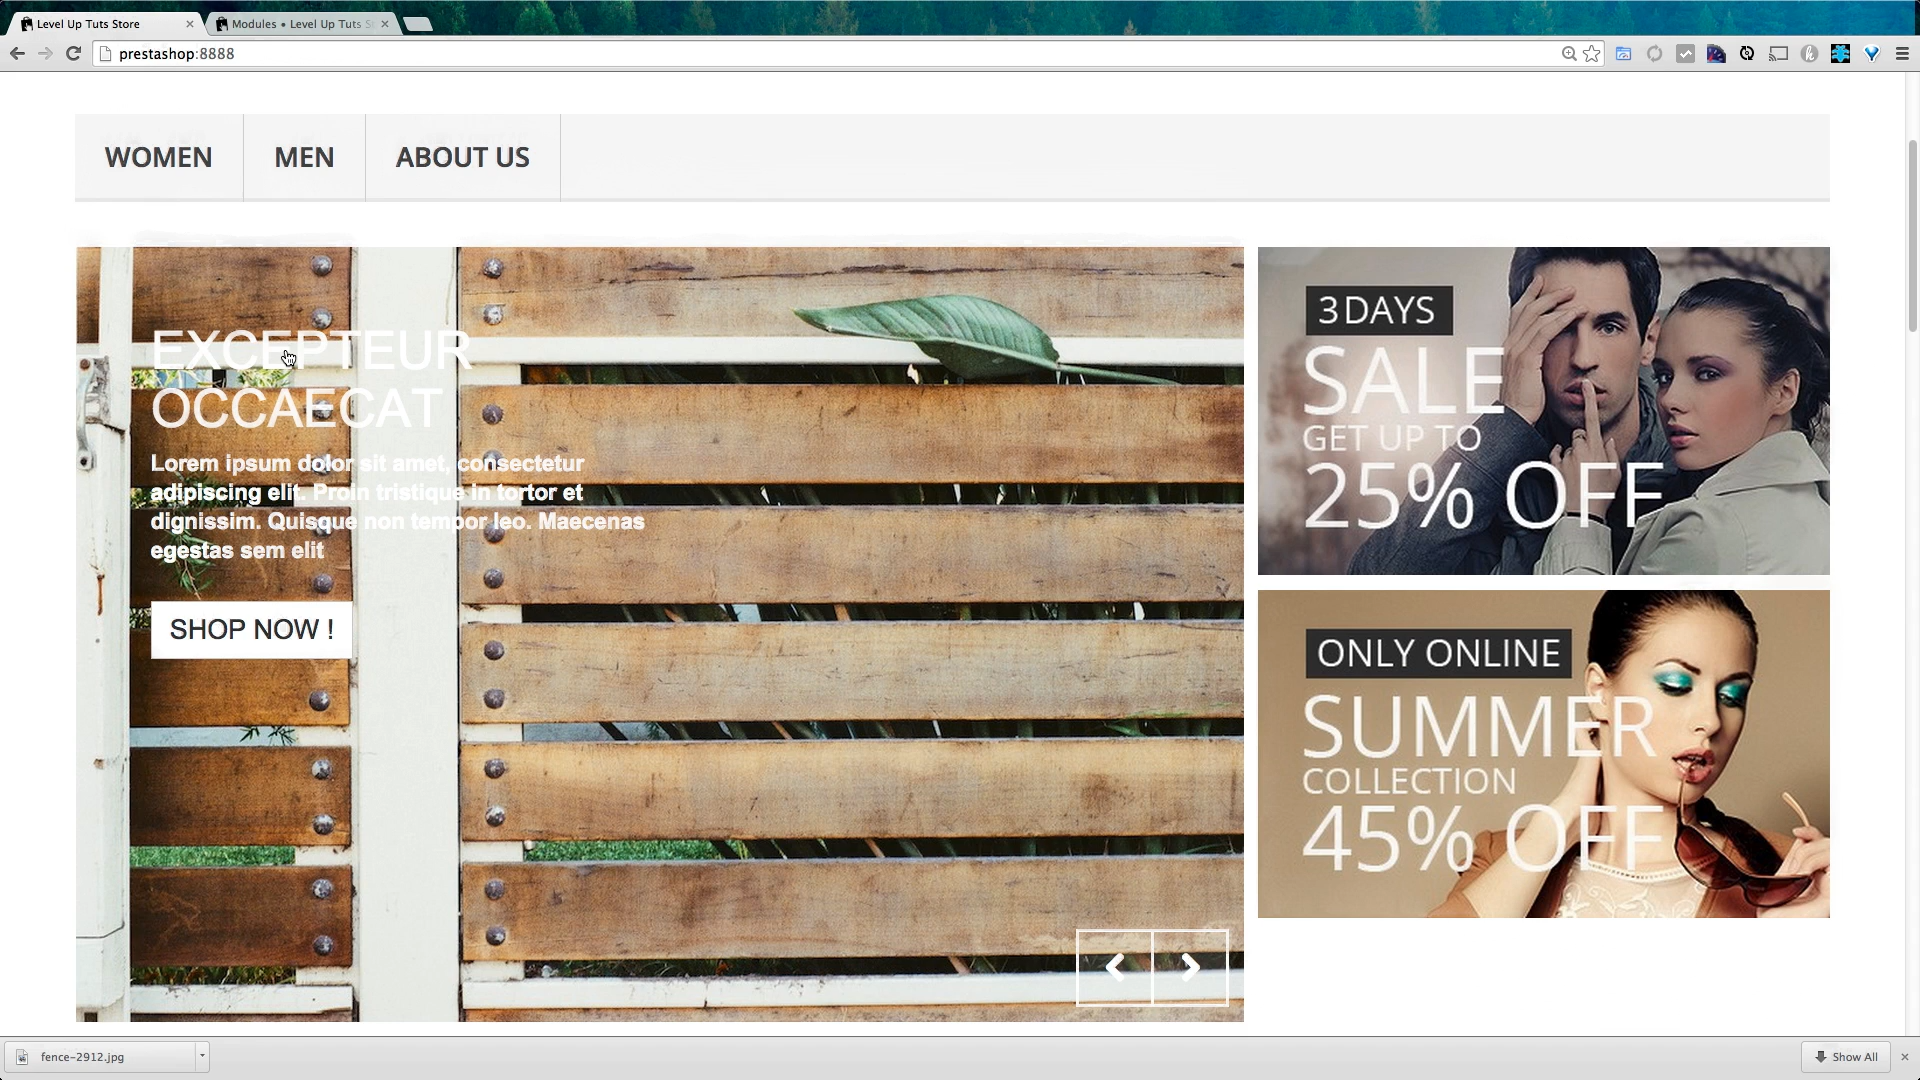 Level Up Tuts Store
Modules • Level Up Tuts S
prestashop:8888
WOMEN
MEN
ABOUT US
EXCEPTEUR
OCCAECAT
Lorem ipsum dolor sit amet, consectetur
adipiscing elit. Proin tristique in tortor et
dignissim. Quisque non tempor leo. Maecenas
egestas sem elit
SHOP NOW !
3 DAYS
SALE
GET UP TO
25% OFF
ONLY ONLINE
SUMMER
COLLECTION
45% OFF
fence-2912.jpg
Show All